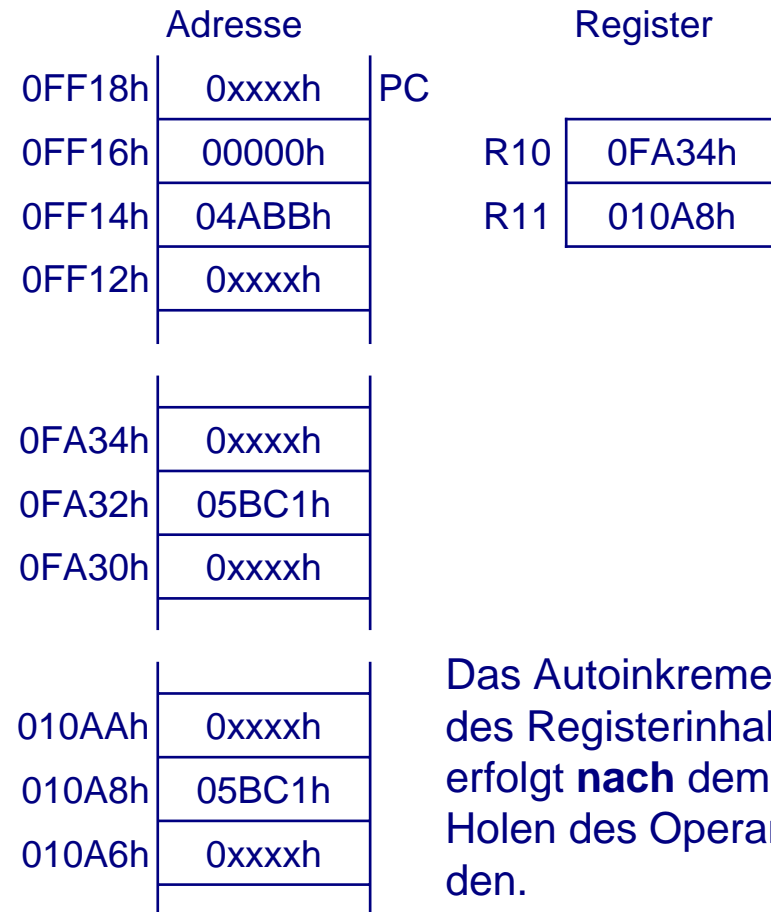 Adresse Register
0FF18h 0xxxxh PC
0FF16h 00000h R10 0FA34h
0FF14h 04ABBh R11 010A8h
0FF12h 0xxxxh
0FA34h 0xxxxh
0FA32h 05BC1h
0FA30h 0xxxxh
010AAh 0xxxxh
010A8h 05BC1h
010A6h 0xxxxh
Das Autoinkreme
des Registerinhal
erfolgt nach dem
Holen des Operan
den.